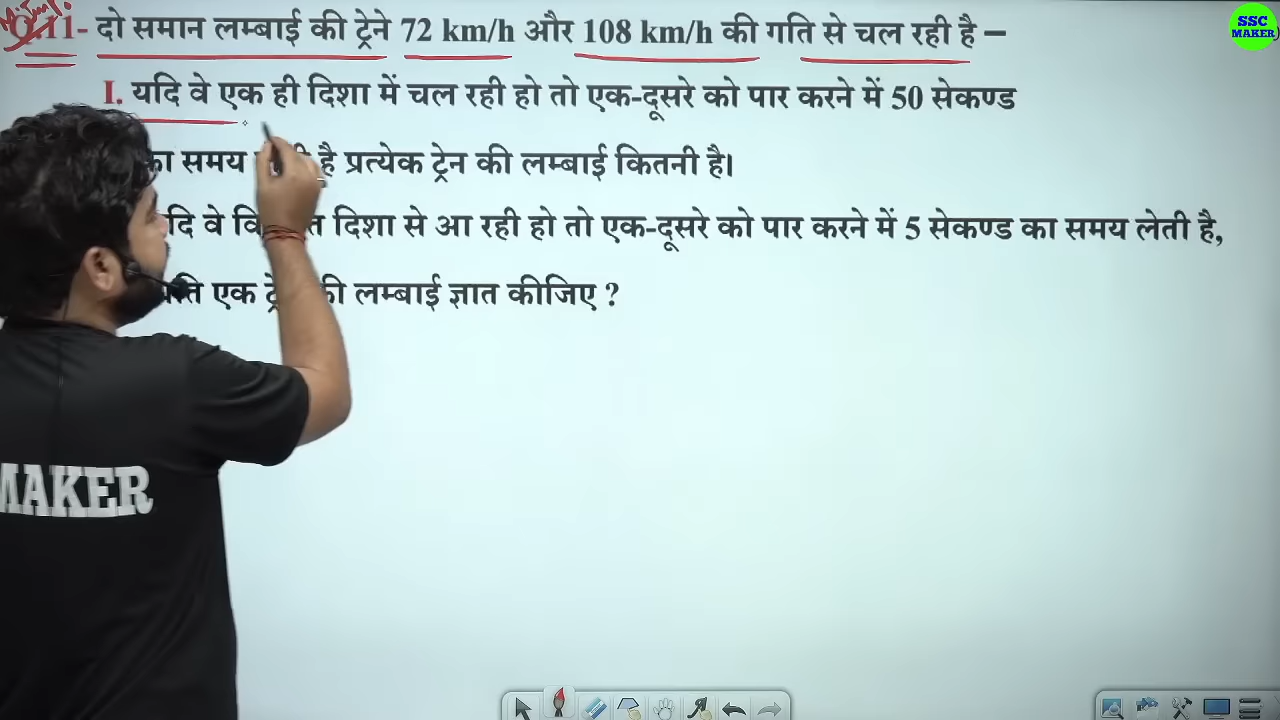 Q.11- दो समान लम्बाई की ट्रेने 72 km/h और 108 km/h की गति से चल रही है –
SSC MAKER
I. यदि वे एक ही दिशा में चल रही हो तो एक-दूसरे को पार करने में 50 सेकण्ड
का समय है प्रत्येक ट्रेन की लम्बाई कितनी है।
वे दिशा से आ रही हो तो एक-दूसरे को पार करने में 5 सेकण्ड का समय लेती है,
एक की लम्बाई ज्ञात कीजिए ?
MAKER